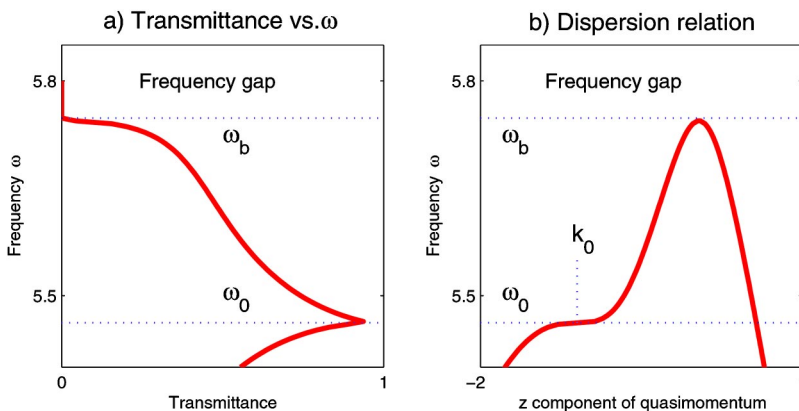 a) Transmittance vs.ω
5.8
Frequency gap
ω_b
Frequency ω
5.5
ω_0
0
1
Transmittance
b) Dispersion relation
5.8
Frequency gap
ω_b
k_0
Frequency ω
5.5
ω_0
−2
z component of quasimomentum